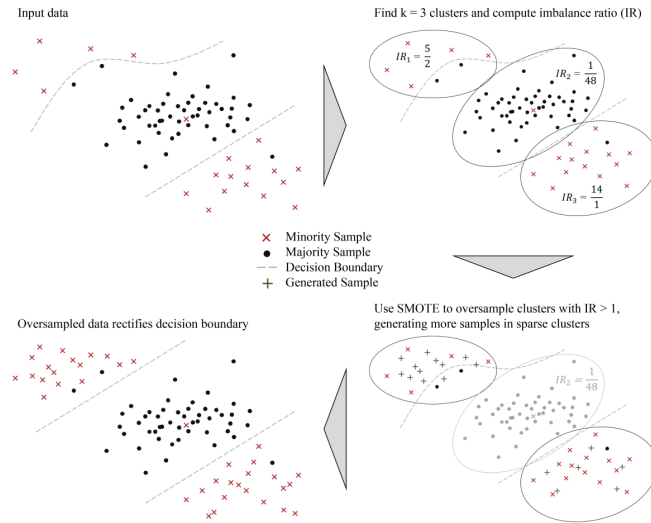 Input data
Find k = 3 clusters and compute imbalance ratio (IR)
IR₁ = 5/2
IR₂ = 1/48
IR₃ = 14/1
Minority Sample
Majority Sample
Decision Boundary
Generated Sample
Oversampled data rectifies decision boundary
Use SMOTE to oversample clusters with IR > 1,
generating more samples in sparse clusters
IR₂ = 1/48